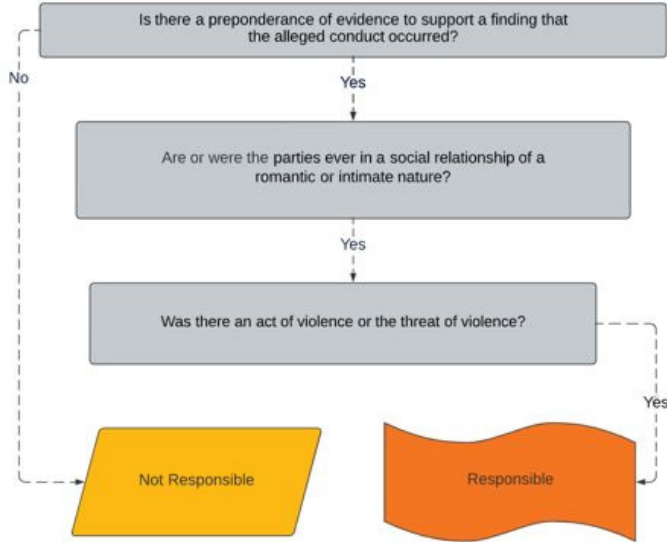 Is there a preponderance of evidence to support a finding that
the alleged conduct occurred?
No
Yes
Are or were the parties ever in a social relationship of a
romantic or intimate nature?
Yes
Was there an act of violence or the threat of violence?
Yes
Not Responsible
Responsible